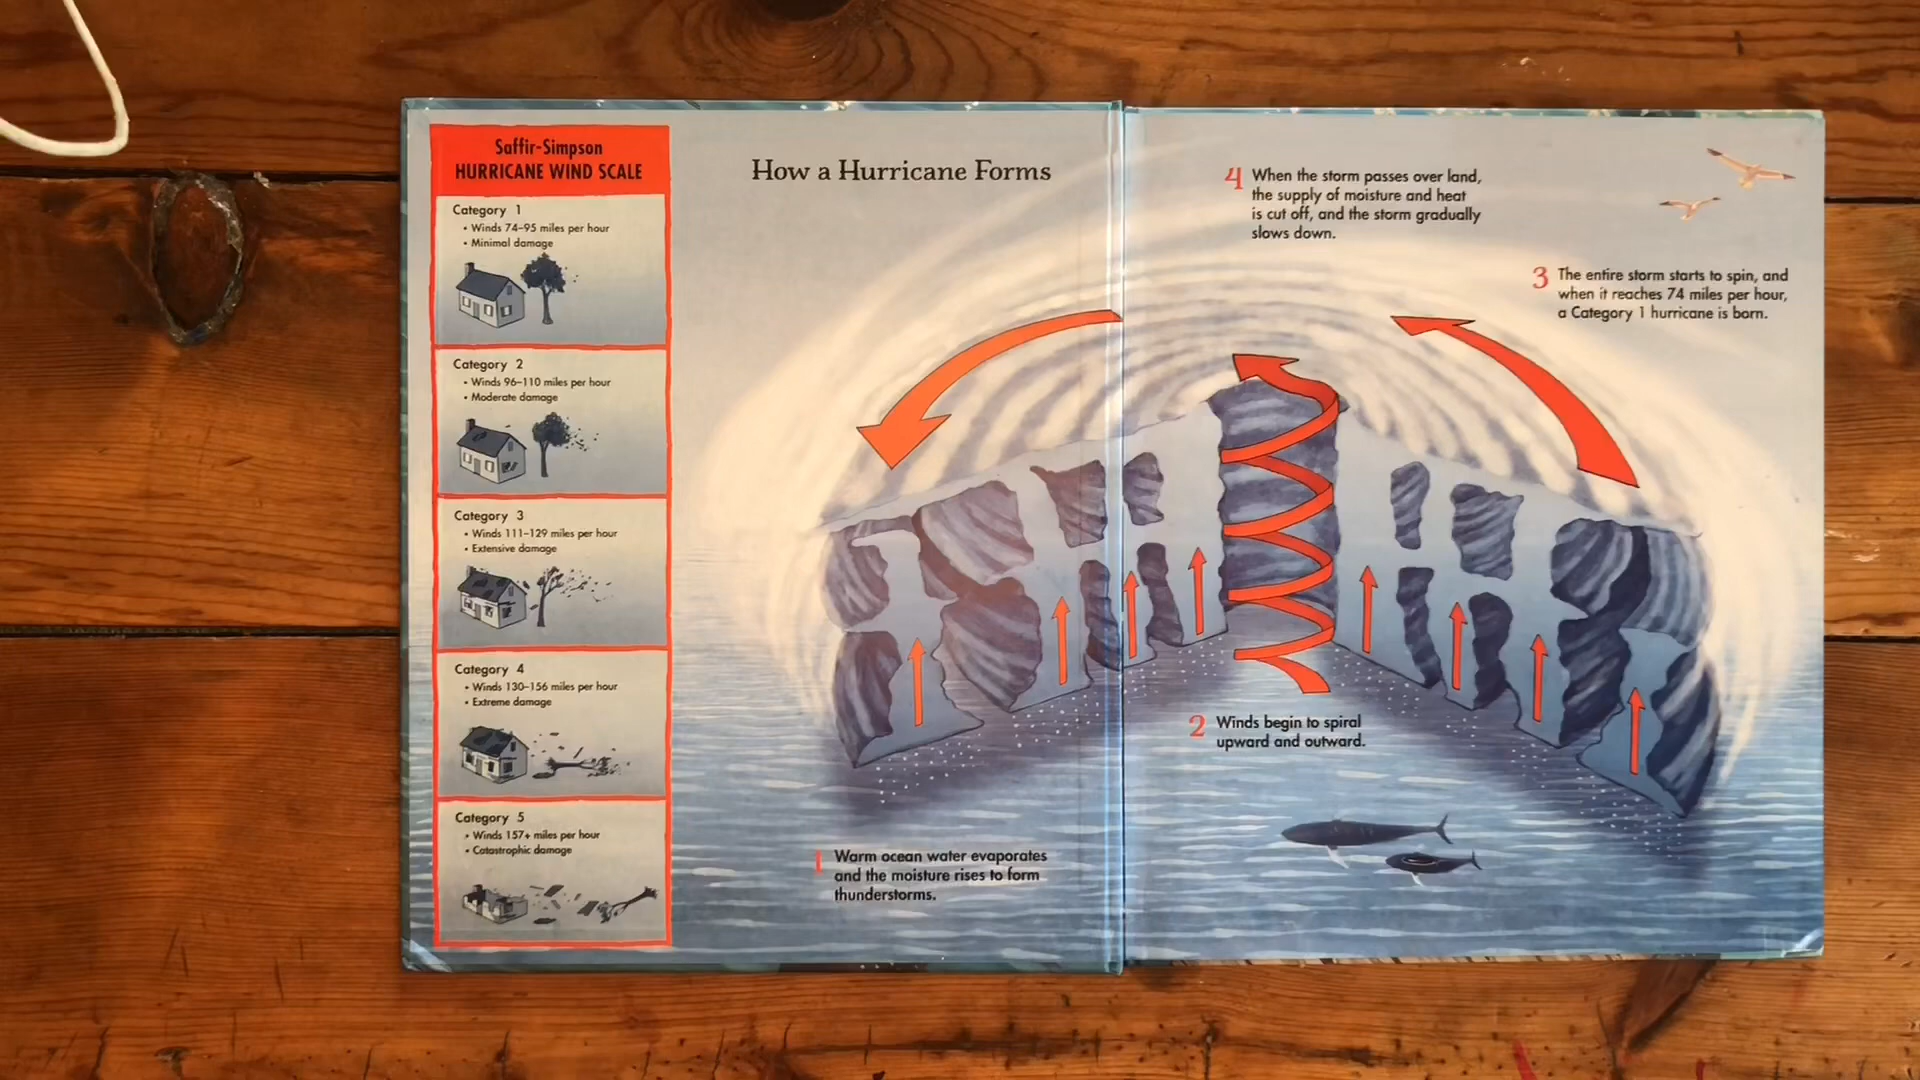 Saffir-Simpson
HURRICANE WIND SCALE
Category 1
• Winds 74–95 miles per hour
• Minimal damage
Category 2
• Winds 96–110 miles per hour
• Moderate damage
Category 3
• Winds 111–129 miles per hour
• Extensive damage
Category 4
• Winds 130–156 miles per hour
• Extreme damage
Category 5
• Winds 157+ miles per hour
• Catastrophic damage
How a Hurricane Forms
1 Warm ocean water evaporates
and the moisture rises to form
thunderstorms.
2 Winds begin to spiral
upward and outward.
3 The entire storm starts to spin, and
when it reaches 74 miles per hour,
a Category 1 hurricane is born.
4 When the storm passes over land,
the supply of moisture and heat
is cut off, and the storm gradually
slows down.